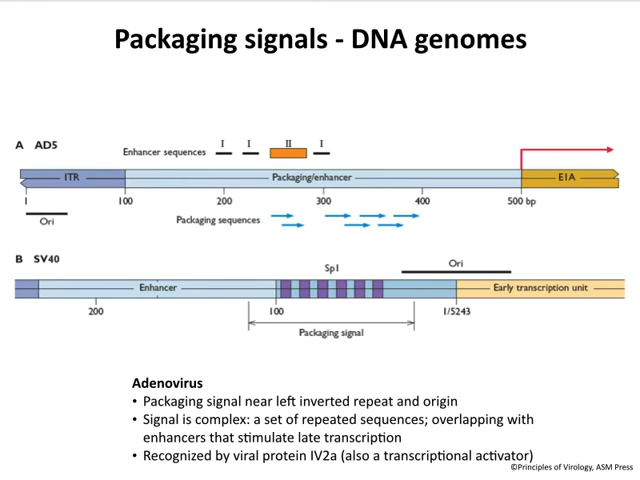 Packaging signals - DNA genomes
A AD5
Enhancer sequences
I I II I
ITR
Packaging/enhancer
E1A
1 100 200 300 400 500 bp
Ori
Packaging sequences
B SV40
Sp1
Ori
Enhancer
Early transcription unit
200 100 1/5243
Packaging signal
Adenovirus
• Packaging signal near left inverted repeat and origin
• Signal is complex: a set of repeated sequences; overlapping with
enhancers that stimulate late transcription
• Recognized by viral protein IV2a (also a transcriptional activator)
©Principles of Virology, ASM Press